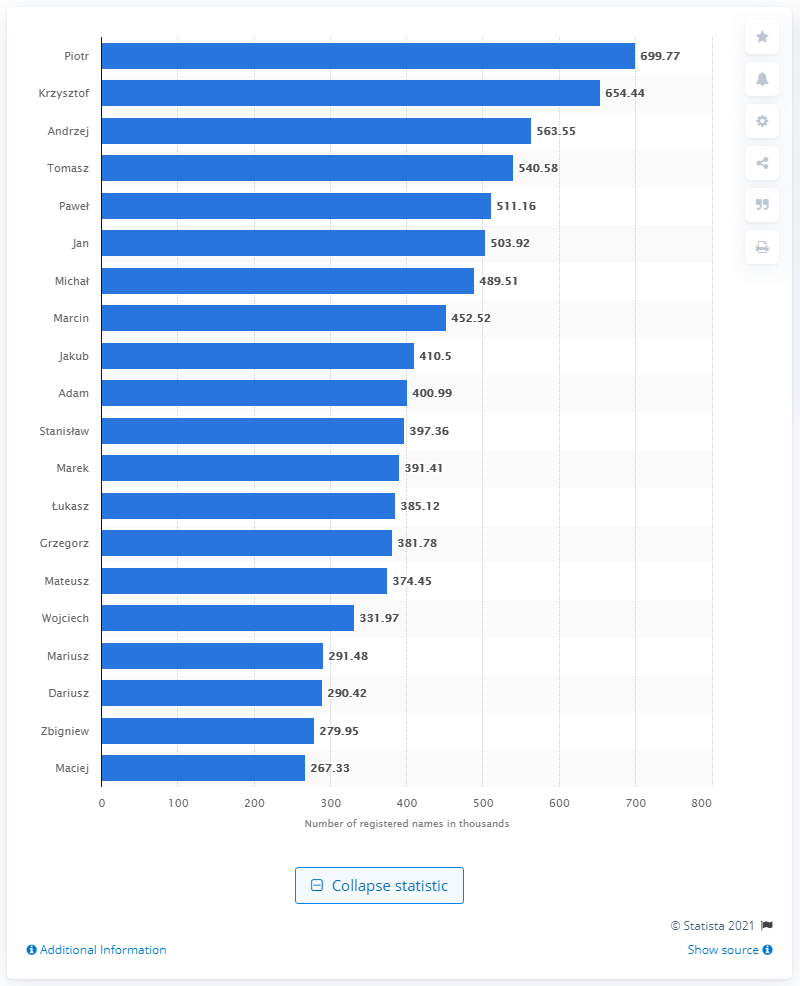 Piotr 699.77
Krzysztof 654.44
Andrzej 563.55
Tomasz 540.58
Paweł 511.16
Jan 503.92
Michał 489.51
Marcin 452.52
Jakub 410.5
Adam 400.99
Stanisław 397.36
Marek 391.41
Łukasz 385.12
Grzegorz 381.78
Mateusz 374.45
Wojciech 331.97
Mariusz 291.48
Dariusz 290.42
Zbigniew 279.95
Maciej 267.33
0 100 200 300 400 500 600 700 800
Number of registered names in thousands
Collapse statistic
© Statista 2021
Additional Information Show source